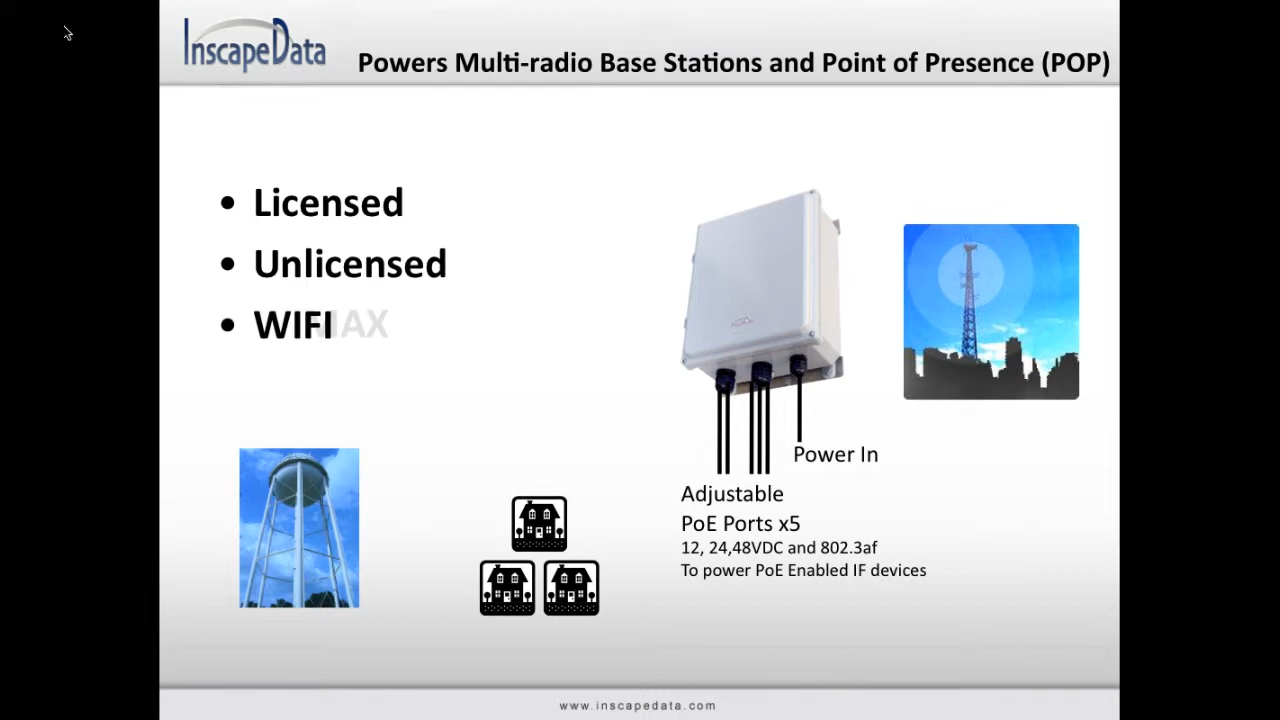 InscapeData
Powers Multi-radio Base Stations and Point of Presence (POP)
• Licensed
• Unlicensed
• WIFI
Power In
Adjustable
PoE Ports x5
12, 24,48VDC and 802.3af
To power PoE Enabled IF devices
www.inscapedata.com